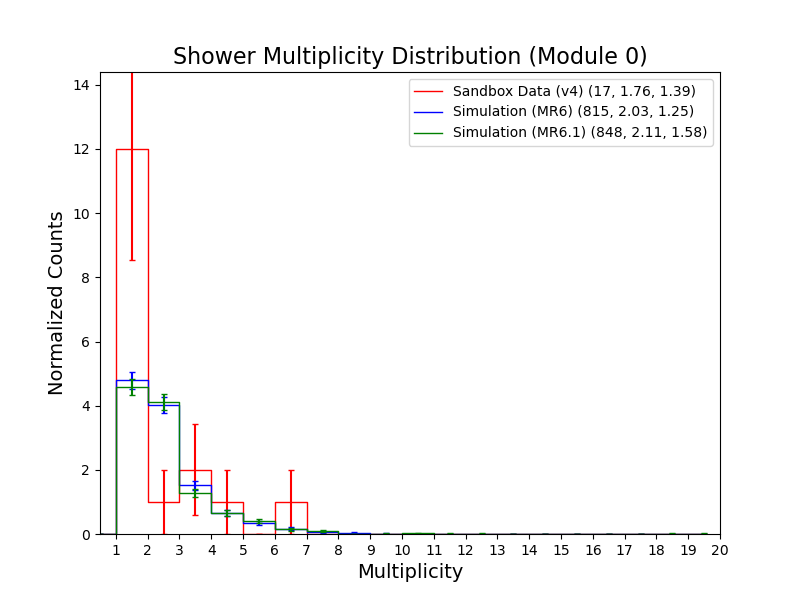 Shower Multiplicity Distribution (Module 0)
Sandbox Data (v4) (17, 1.76, 1.39)
Simulation (MR6) (815, 2.03, 1.25)
Simulation (MR6.1) (848, 2.11, 1.58)
Normalized Counts
14
12
10
8
6
4
2
0
1 2 3 4 5 6 7 8 9 10 11 12 13 14 15 16 17 18 19 20
Multiplicity